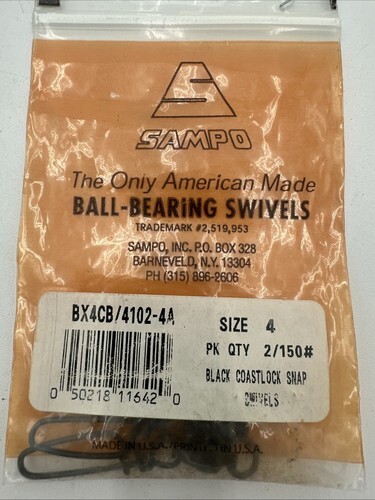 SAMPO
The Only American Made
BALL-BEARING SWIVELS
TRADEMARK #2,519,953
SAMPO, INC. P.O. BOX 328
BARNEVELD, N.Y. 13304
PH (315) 896-2606
BX4CB/4102-4A
SIZE 4
PK QTY 2/150#
BLACK COASTLOCK SNAP
SWIVELS
0 50218 11642 0
MADE IN U.S.A./PRINTED IN U.S.A.